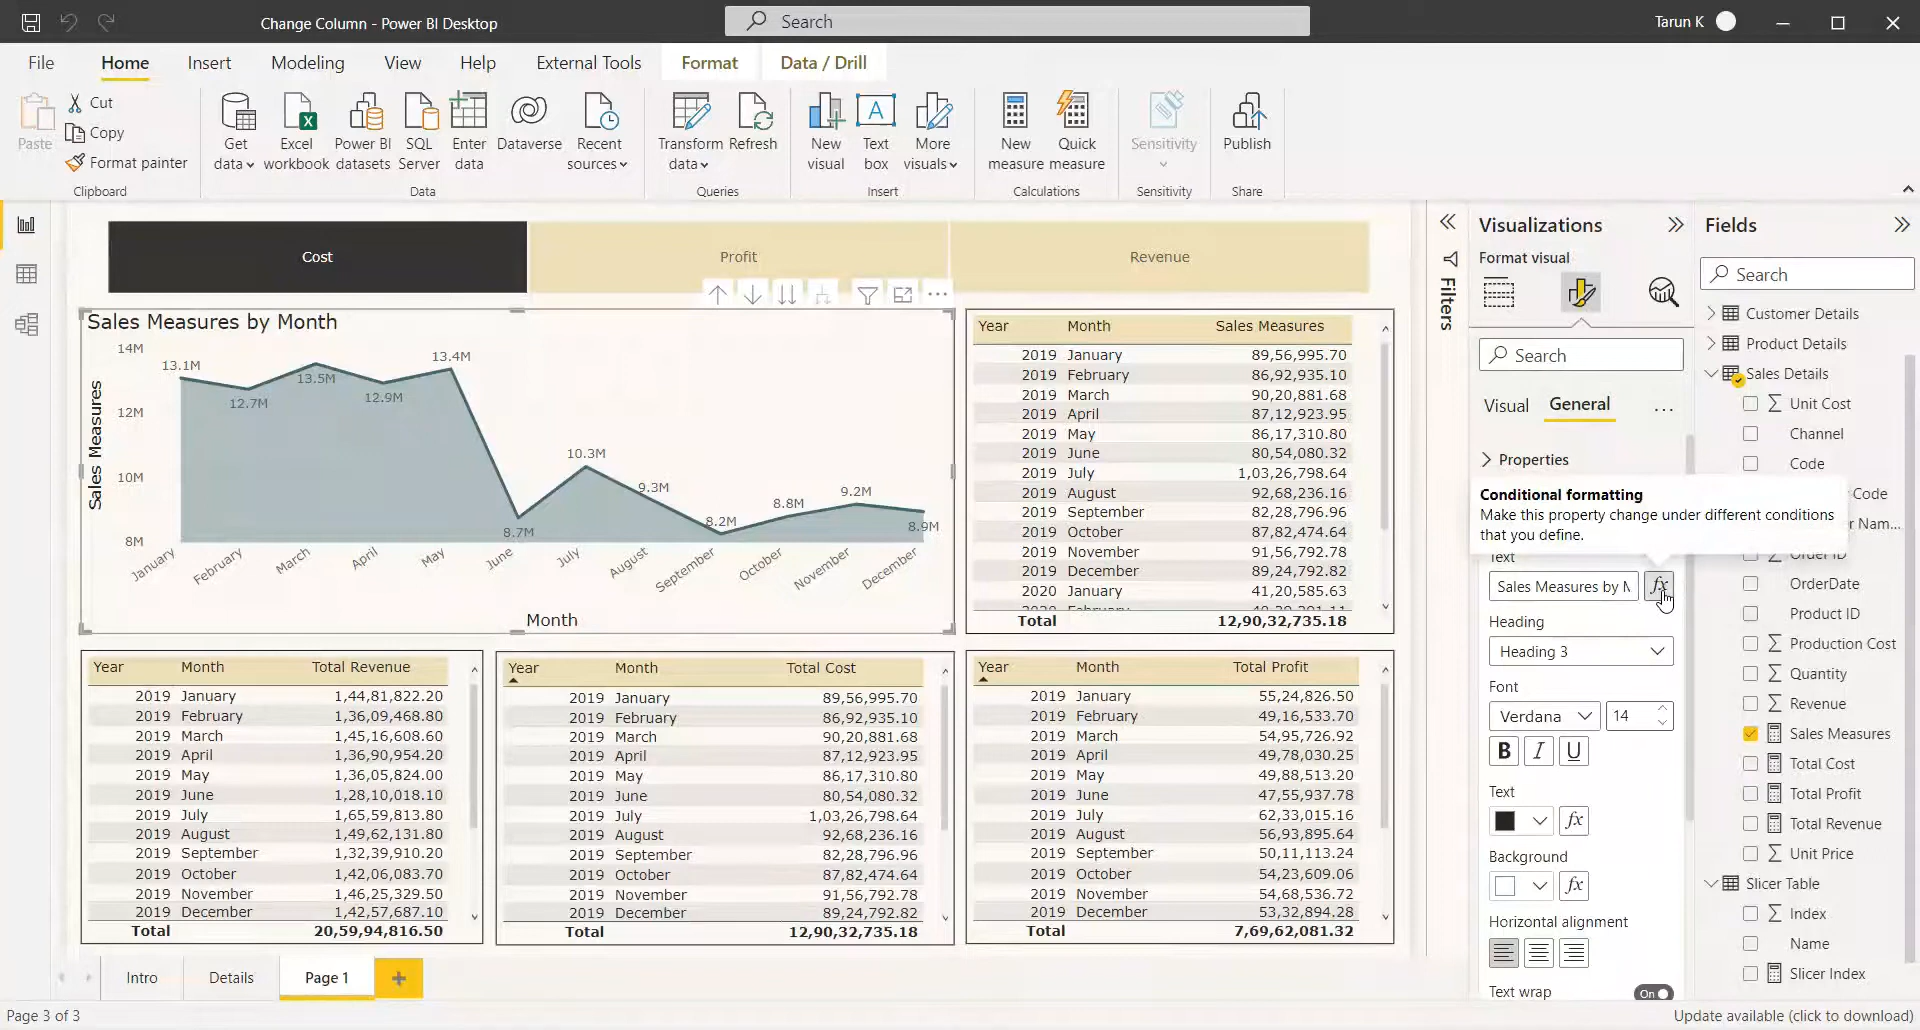 Change Column - Power BI Desktop
Search
Tarun K
File Home Insert Modeling View Help External Tools Format Data / Drill
Paste
Cut
Copy
Format painter
Clipboard
Get data
Excel workbook
Power BI datasets
SQL Server
Enter data
Dataverse
Recent sources
Data
Transform data
Refresh
Queries
New visual
Text box
More visuals
Insert
New measure
Quick measure
Calculations
Sensitivity
Sensitivity
Publish
Share
Cost Profit Revenue
Sales Measures by Month
Sales Measures
14M
12M
10M
8M
13.1M
12.7M
13.5M
12.9M
13.4M
8.7M
10.3M
9.3M
8.2M
8.8M
9.2M
8.9M
January February March April May June July August September October November December
Month
Year Month Sales Measures
2019 January 89,56,995.70
2019 February 86,92,935.10
2019 March 90,20,881.68
2019 April 87,12,923.95
2019 May 86,17,310.80
2019 June 80,54,080.32
2019 July 1,03,26,798.64
2019 August 92,68,236.16
2019 September 82,28,796.96
2019 October 87,82,474.64
2019 November 91,56,792.78
2019 December 89,24,792.82
2020 January 41,20,585.63
Total 12,90,32,735.18
Year Month Total Revenue
2019 January 1,44,81,822.20
2019 February 1,36,09,468.80
2019 March 1,45,16,608.60
2019 April 1,36,90,954.20
2019 May 1,36,05,824.00
2019 June 1,28,10,018.10
2019 July 1,65,59,813.80
2019 August 1,49,62,131.80
2019 September 1,32,39,910.20
2019 October 1,42,06,083.70
2019 November 1,46,25,329.50
2019 December 1,42,57,687.10
Total 20,59,94,816.50
Year Month Total Cost
2019 January 89,56,995.70
2019 February 86,92,935.10
2019 March 90,20,881.68
2019 April 87,12,923.95
2019 May 86,17,310.80
2019 June 80,54,080.32
2019 July 1,03,26,798.64
2019 August 92,68,236.16
2019 September 82,28,796.96
2019 October 87,82,474.64
2019 November 91,56,792.78
2019 December 89,24,792.82
Total 12,90,32,735.18
Year Month Total Profit
2019 January 55,24,826.50
2019 February 49,16,533.70
2019 March 54,95,726.92
2019 April 49,78,030.25
2019 May 49,88,513.20
2019 June 47,55,937.78
2019 July 62,33,015.16
2019 August 56,93,895.64
2019 September 50,11,113.24
2019 October 54,23,609.06
2019 November 54,68,536.72
2019 December 53,32,894.28
Total 7,69,62,081.32
Filters
Visualizations
Format visual
Search
Visual General ...
Properties
Conditional formatting
Make this property change under different conditions
that you define.
Text
Sales Measures by M
fx
Heading
Heading 3
Font
Verdana 14
B I U
Text
fx
Background
fx
Horizontal alignment
Text wrap
On
Fields
Search
Customer Details
Product Details
Sales Details
Σ Unit Cost
Channel
Code
Code
r Nam...
Order ID
OrderDate
Product ID
Σ Production Cost
Σ Quantity
Σ Revenue
Sales Measures
Total Cost
Total Profit
Total Revenue
Σ Unit Price
Slicer Table
Σ Index
Name
Slicer Index
Intro Details Page 1 +
Page 3 of 3
Update available (click to download)